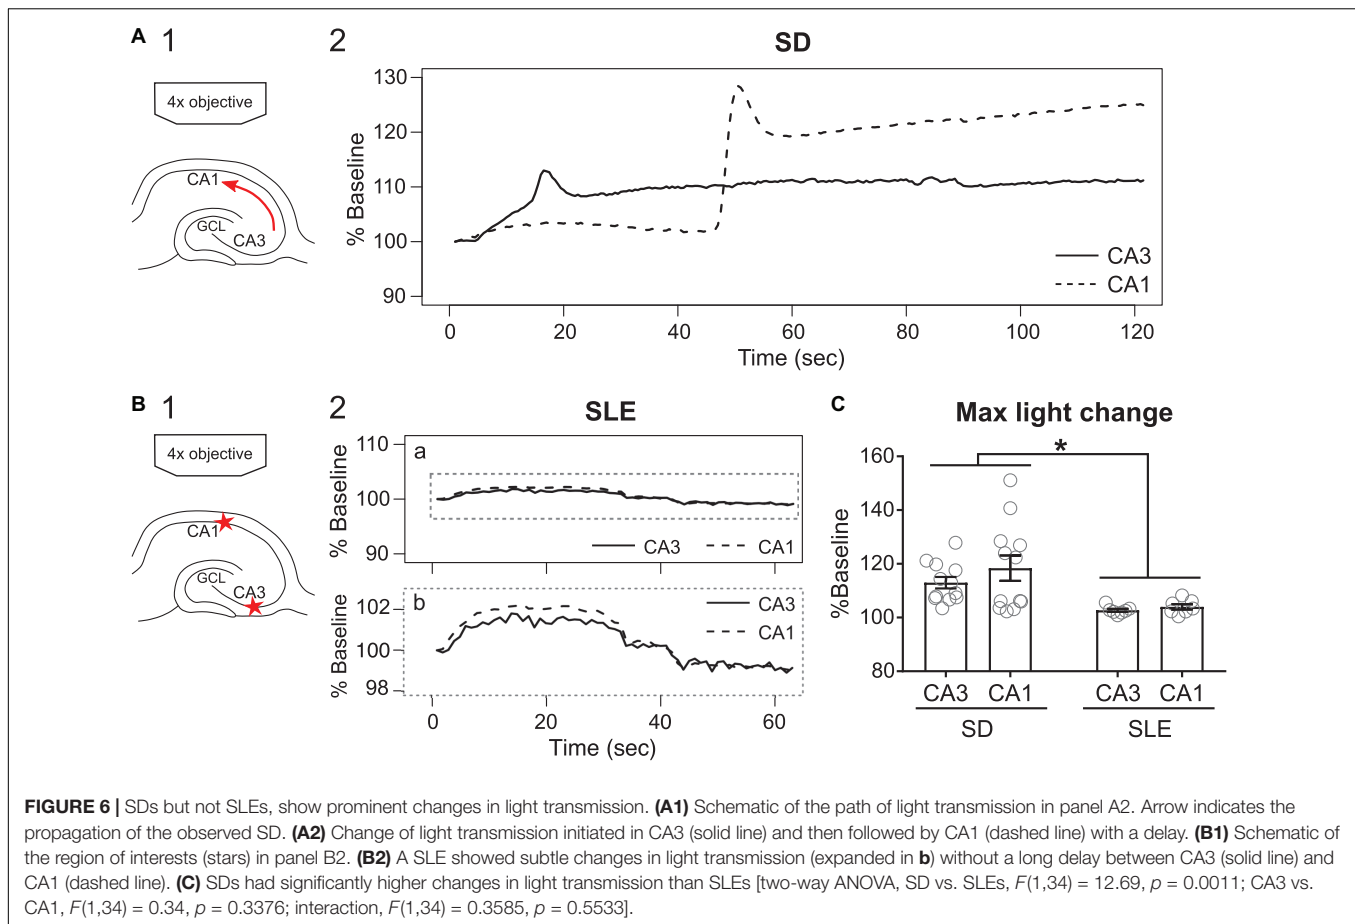 A 1
2
SD
4x objective
CA1
GCL
CA3
% Baseline
130
120
110
100
90
CA3
CA1
0 20 40 60 80 100 120
Time (sec)
B 1
2
SLE
4x objective
CA1
GCL
CA3
% Baseline
110
100
90
a
CA3 CA1
% Baseline
102
100
98
b
CA3
CA1
0 20 40 60
Time (sec)
C
Max light change
*
%Baseline
160
140
120
100
80
CA3 CA1 CA3 CA1
SD SLE
FIGURE 6 | SDs but not SLEs, show prominent changes in light transmission. (A1) Schematic of the path of light transmission in panel A2. Arrow indicates the
propagation of the observed SD. (A2) Change of light transmission initiated in CA3 (solid line) and then followed by CA1 (dashed line) with a delay. (B1) Schematic of
the region of interests (stars) in panel B2. (B2) A SLE showed subtle changes in light transmission (expanded in b) without a long delay between CA3 (solid line) and
CA1 (dashed line). (C) SDs had significantly higher changes in light transmission than SLEs [two-way ANOVA, SD vs. SLEs, F(1,34) = 12.69, p = 0.0011; CA3 vs.
CA1, F(1,34) = 0.34, p = 0.3376; interaction, F(1,34) = 0.3585, p = 0.5533].